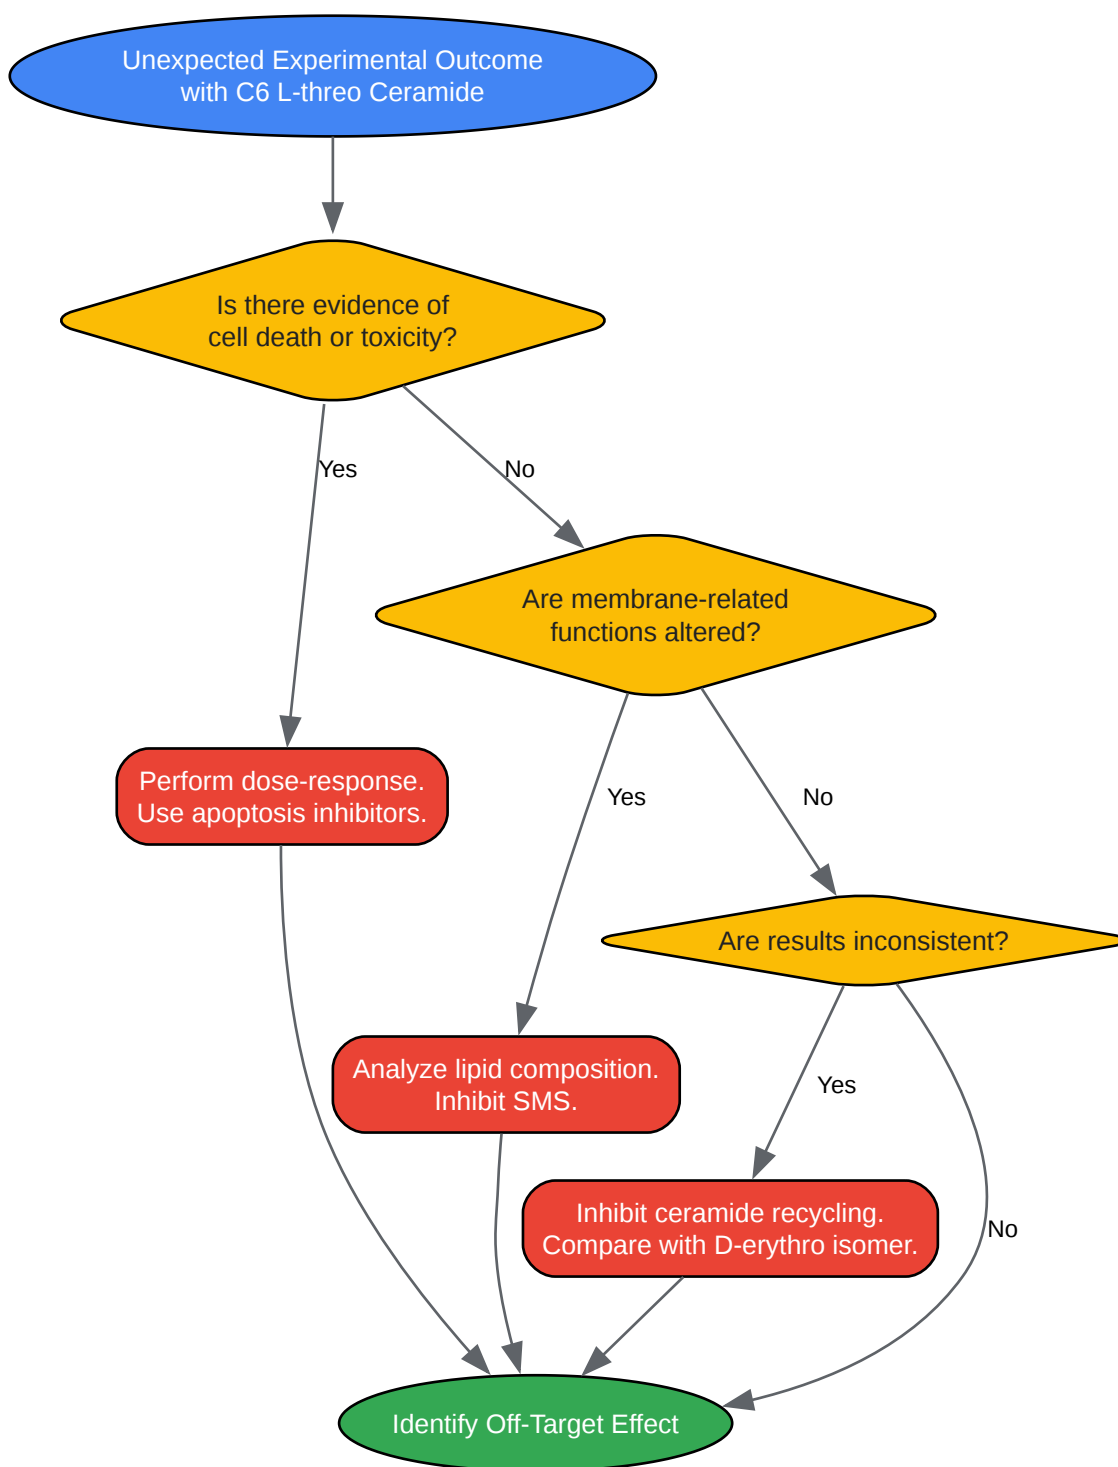 Unexpected Experimental Outcome
with C6 L-threo Ceramide
Is there evidence of
cell death or toxicity?
Yes
No
Are membrane-related
functions altered?
Perform dose-response.
Use apoptosis inhibitors.
Yes
No
Are results inconsistent?
Analyze lipid composition.
Inhibit SMS.
Yes
Inhibit ceramide recycling.
Compare with D-erythro isomer.
No
Identify Off-Target Effect